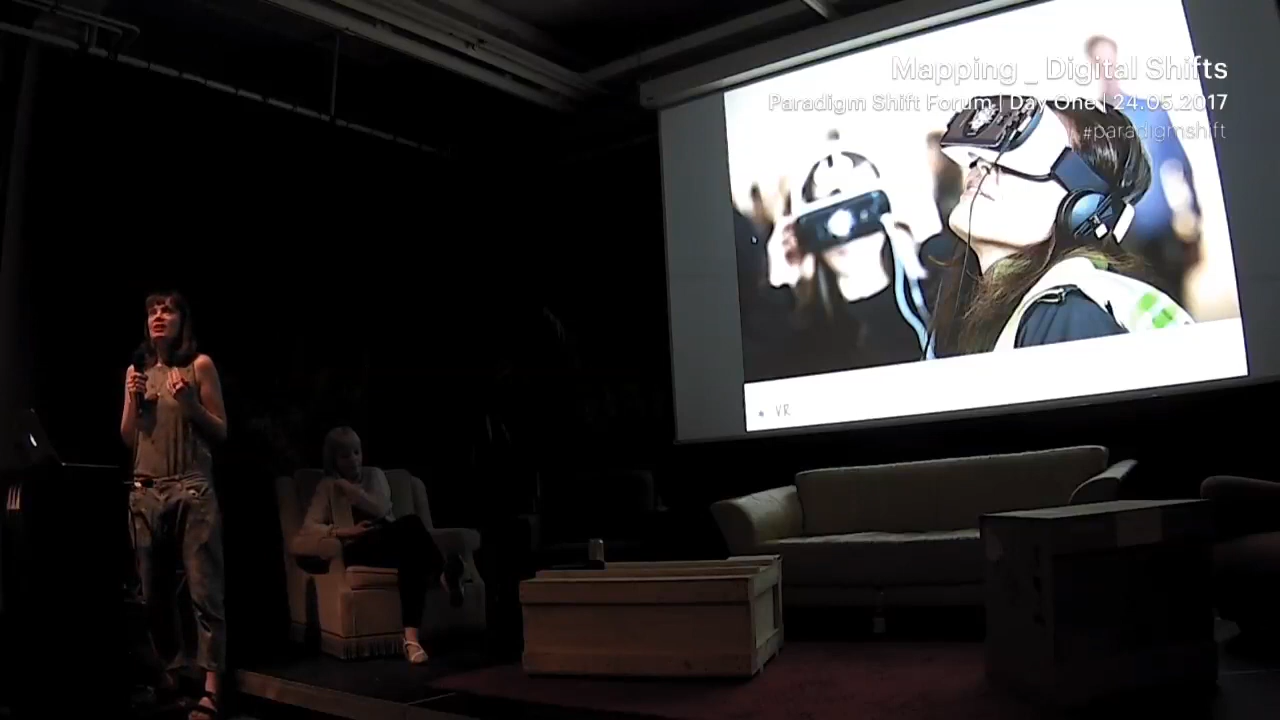 Mapping _ Digital Shifts
Paradigm Shift Forum | Day One | 24.05.2017
#paradigmshift
VR